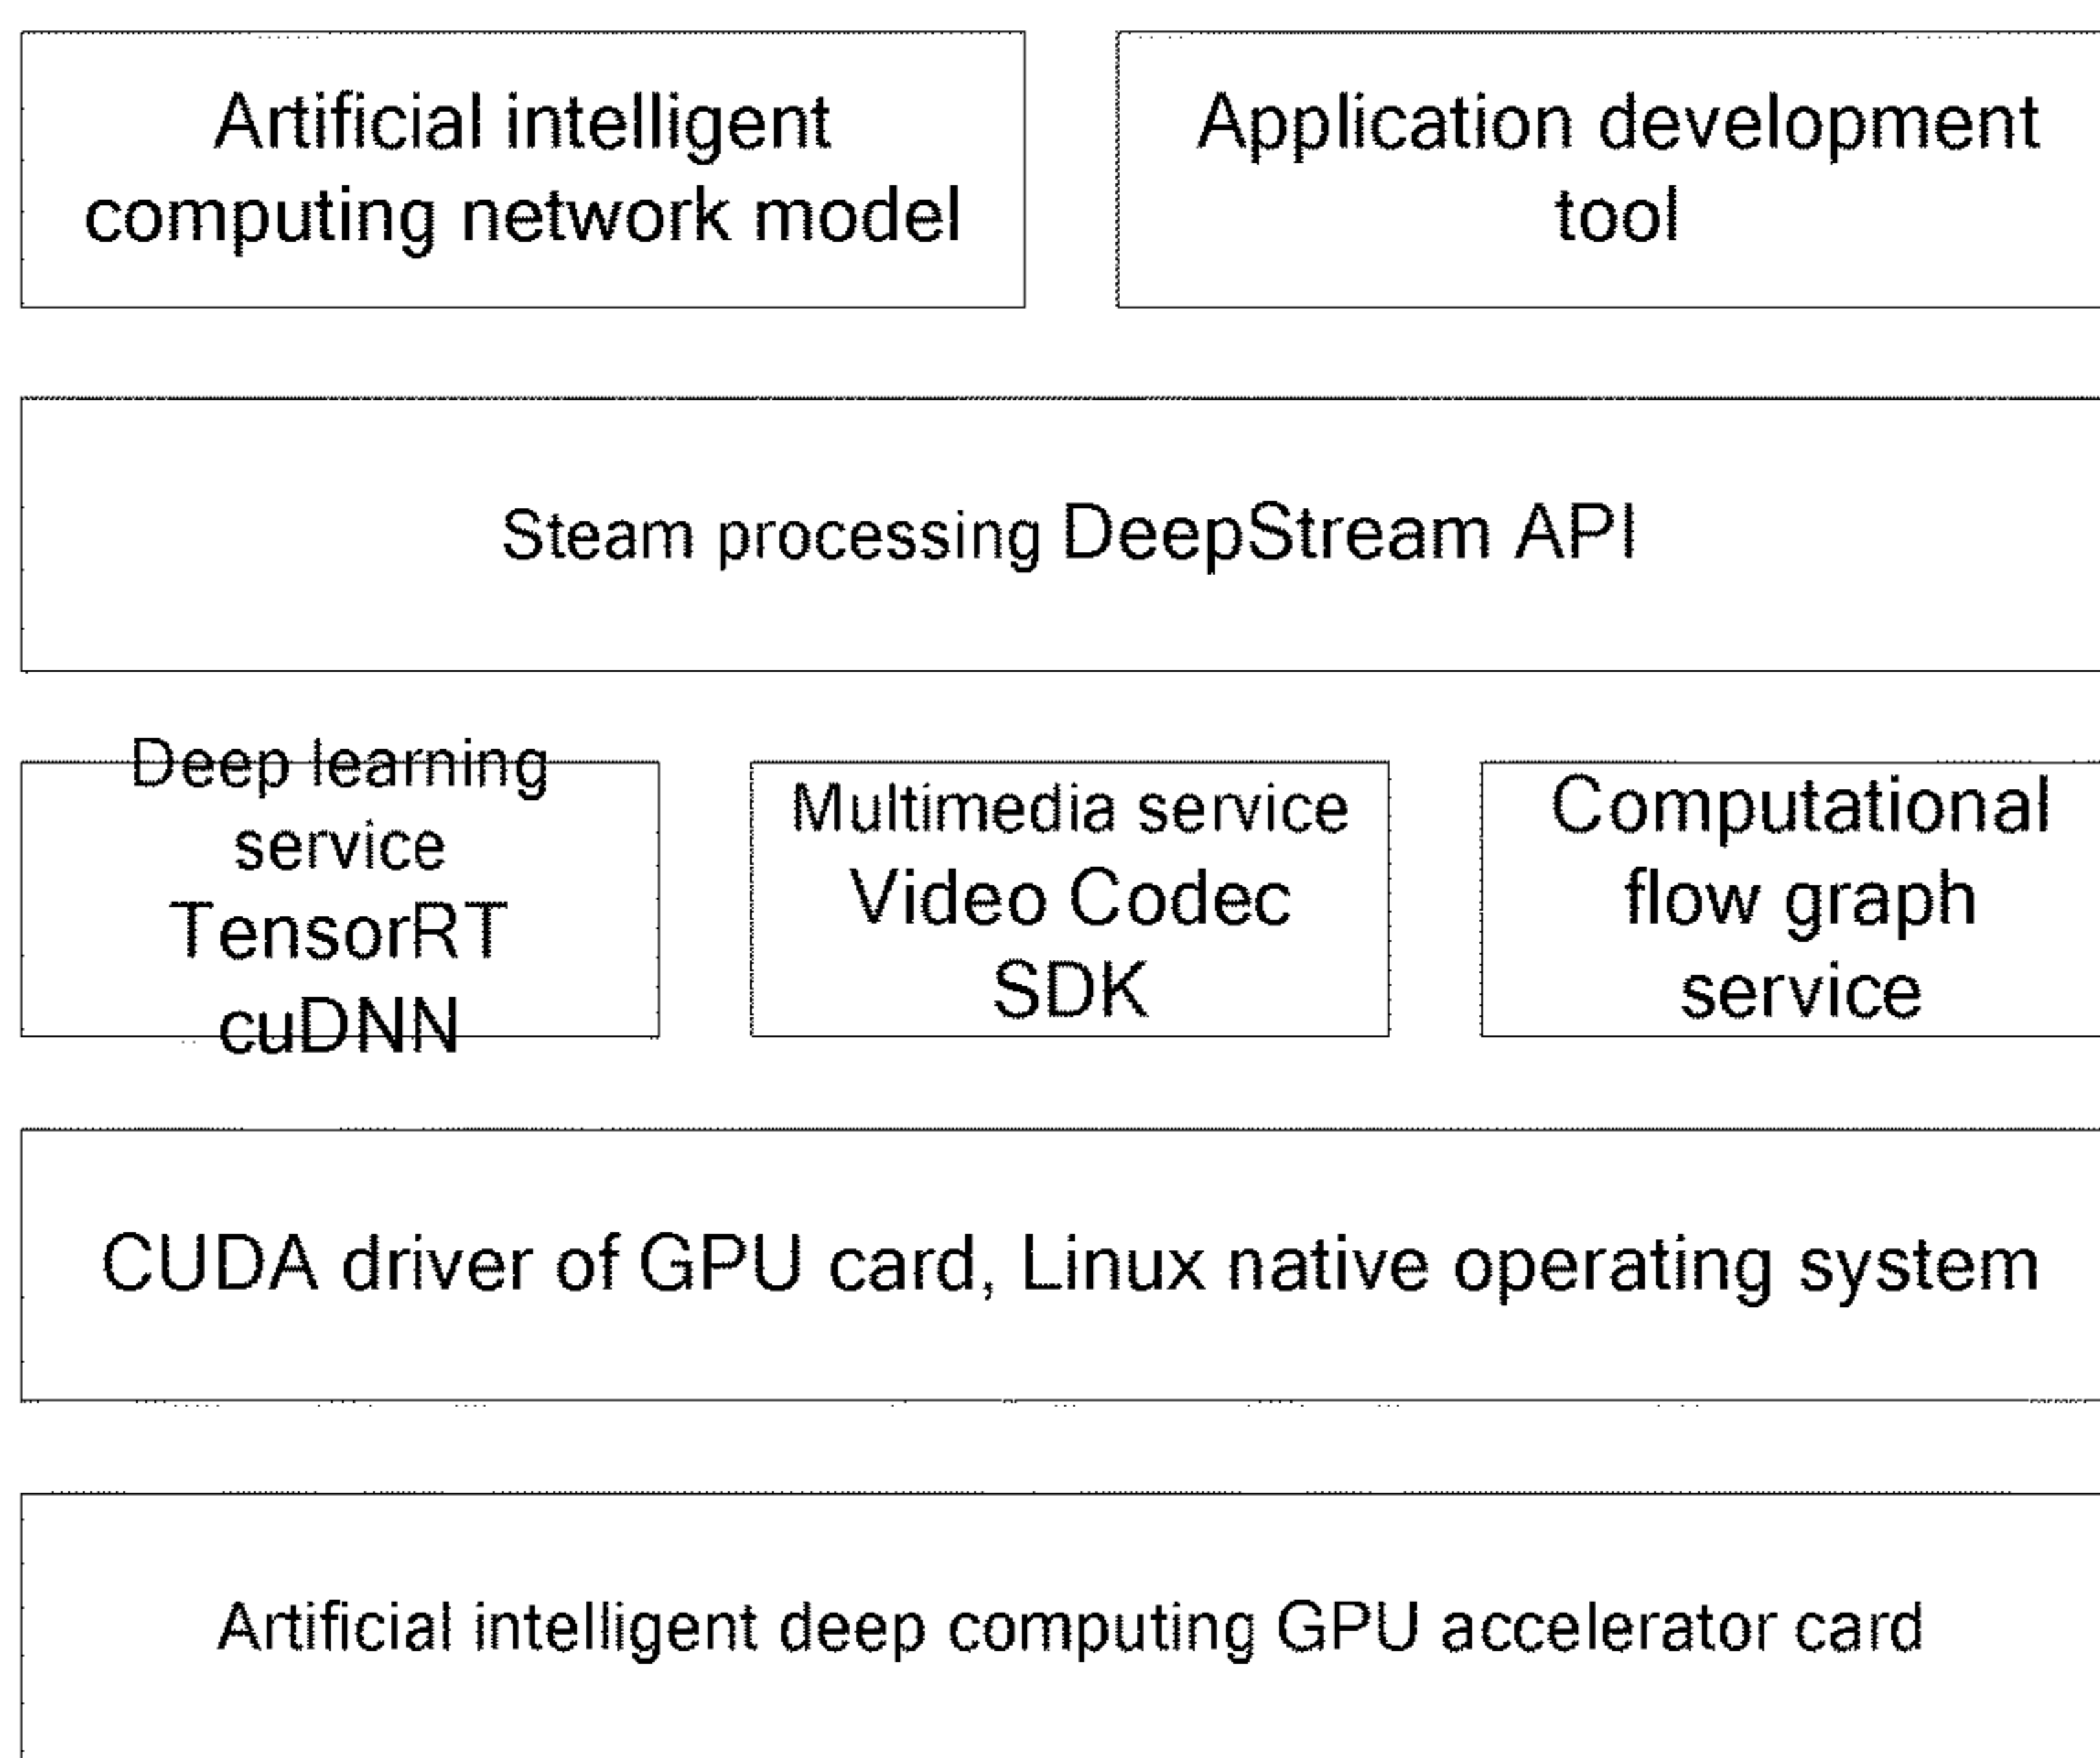 Artificial intelligent
computing network model
Application development
tool
Steam processing DeepStream API
Deep learning
service
TensorRT
cuDNN
Multimedia service
Video Codec
SDK
Computational
flow graph
service
CUDA driver of GPU card, Linux native operating system
Artificial intelligent deep computing GPU accelerator card